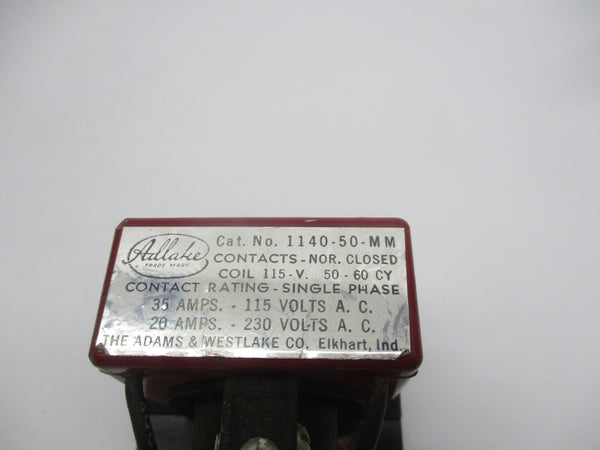 Adlake
TRADE MARK
Cat. No. 1140-50-MM
CONTACTS-NOR. CLOSED
COIL 115-V. 50-60 CY
CONTACT RATING-SINGLE PHASE
35 AMPS. - 115 VOLTS A. C.
20 AMPS. - 230 VOLTS A. C.
THE ADAMS & WESTLAKE CO. Elkhart, Ind.